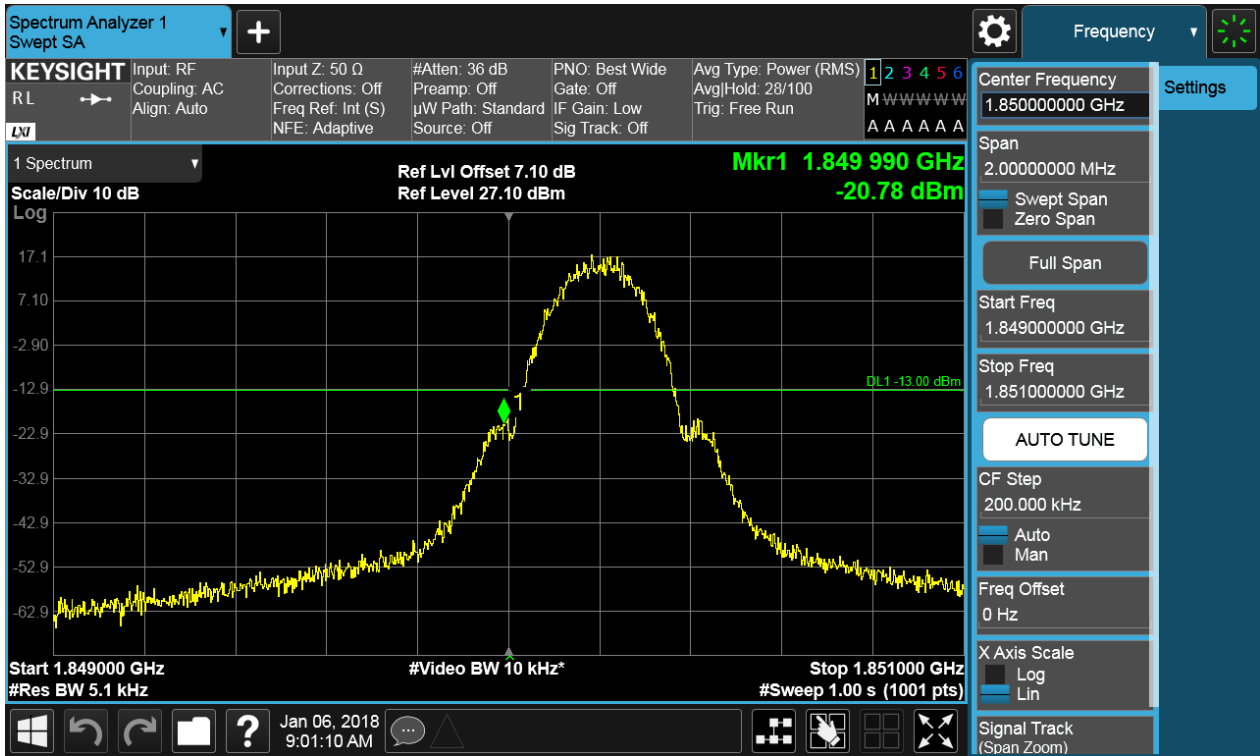 Spectrum Analyzer 1
Swept SA
+
Frequency
KEYSIGHT
RL
LXI
Input: RF
Coupling: AC
Align: Auto
Input Z: 50 Ω
Corrections: Off
Freq Ref: Int (S)
NFE: Adaptive
#Atten: 36 dB
Preamp: Off
µW Path: Standard
Source: Off
PNO: Best Wide
Gate: Off
IF Gain: Low
Sig Track: Off
Avg Type: Power (RMS)
Avg|Hold: 28/100
Trig: Free Run
1 2 3 4 5 6
M W W W W W
A A A A A A
1 Spectrum
Scale/Div 10 dB
Log
Ref Lvl Offset 7.10 dB
Ref Level 27.10 dBm
Mkr1 1.849 990 GHz
-20.78 dBm
17.1
7.10
-2.90
-12.9
-22.9
-32.9
-42.9
-52.9
-62.9
DL1 -13.00 dBm
1
Start 1.849000 GHz
#Res BW 5.1 kHz
#Video BW 10 kHz*
Stop 1.851000 GHz
#Sweep 1.00 s (1001 pts)
Center Frequency
1.850000000 GHz
Span
2.00000000 MHz
Swept Span
Zero Span
Full Span
Start Freq
1.849000000 GHz
Stop Freq
1.851000000 GHz
AUTO TUNE
CF Step
200.000 kHz
Auto
Man
Freq Offset
0 Hz
X Axis Scale
Log
Lin
Signal Track
(Span Zoom)
Settings
?
Jan 06, 2018
9:01:10 AM